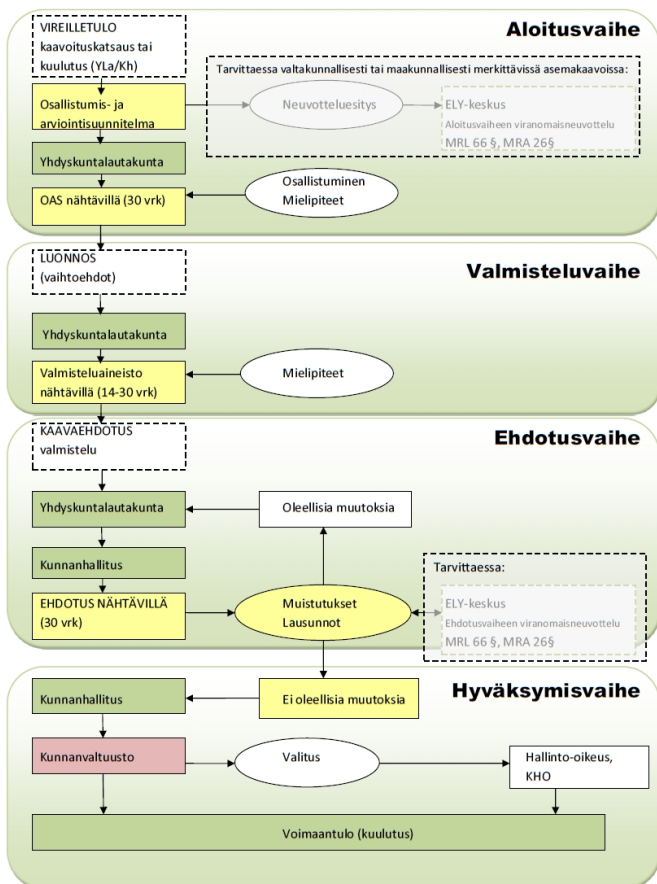 Aloitusvaihe
VIREILLETULO
kaavoituskatsaus tai
kuulutus (YLa/Kh)
Tarvittaessa valtakunnallisesti tai maakunnallisesti merkittävissä asemakaavoissa:
Osallistumis- ja
arviointisuunnitelma
Neuvotteluesitys
ELY-keskus
Aloitusvaiheen viranomaisneuvottelu
MRL 66 §, MRA 26§
Yhdyskuntalautakunta
OAS nähtävillä (30 vrk)
Osallistuminen
Mielipiteet
Valmisteluvaihe
LUONNOS
(vaihtoehdot)
Yhdyskuntalautakunta
Valmisteluaineisto
nähtävillä (14-30 vrk)
Mielipiteet
Ehdotusvaihe
KAAVAEHDOTUS
valmistelu
Yhdyskuntalautakunta
Oleellisia muutoksia
Kunnanhallitus
EHDOTUS NÄHTÄVILLÄ
(30 vrk)
Muistutukset
Lausunnot
Tarvittaessa:
ELY-keskus
Ehdotusvaiheen viranomaisneuvottelu
MRL 66 §, MRA 26§
Hyväksymisvaihe
Kunnanhallitus
Ei oleellisia muutoksia
Kunnanvaltuusto
Valitus
Hallinto-oikeus,
KHO
Voimaantulo (kuulutus)